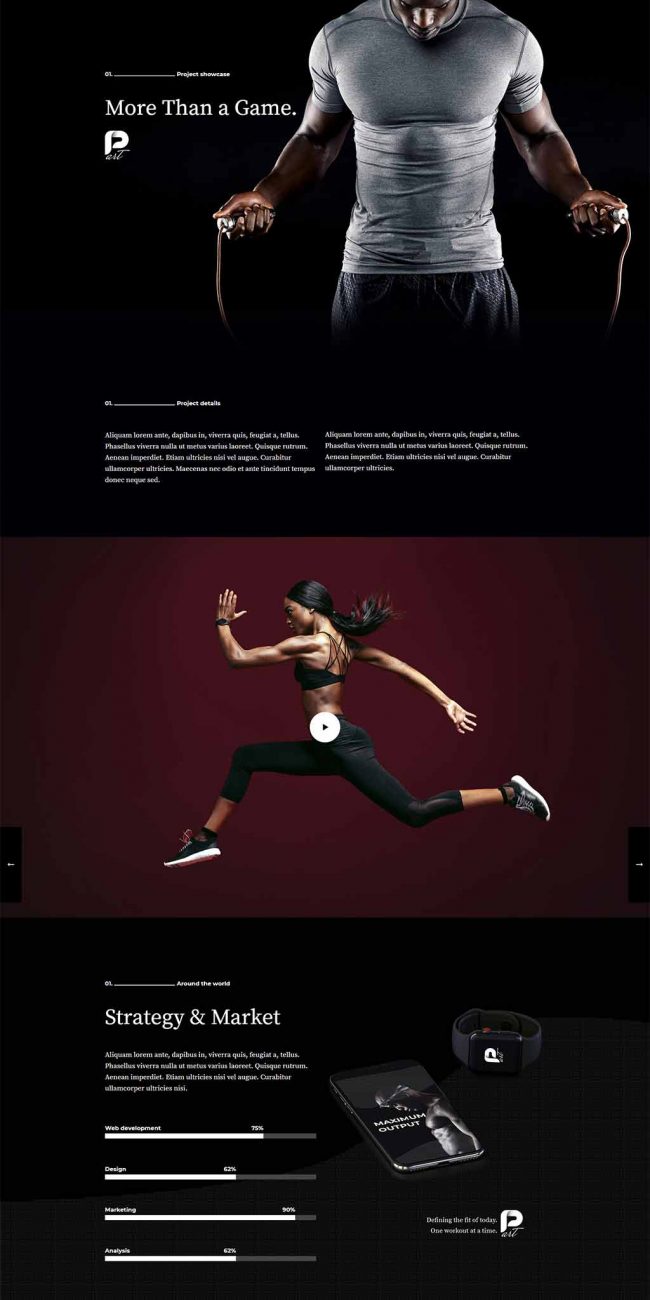 01. Project showcase
More Than a Game.
P
art
01. Project details
Aliquam lorem ante, dapibus in, viverra quis, feugiat a, tellus.
Phasellus viverra nulla ut metus varius laoreet. Quisque rutrum.
Aenean imperdiet. Etiam ultricies nisi vel augue. Curabitur
ullamcorper ultricies. Maecenas nec odio et ante tincidunt tempus
donec neque sed.
Aliquam lorem ante, dapibus in, viverra quis, feugiat a, tellus.
Phasellus viverra nulla ut metus varius laoreet. Quisque rutrum.
Aenean imperdiet. Etiam ultricies nisi vel augue. Curabitur
ullamcorper ultricies.
01. Around the world
Strategy & Market
Aliquam lorem ante, dapibus in, viverra quis, feugiat a, tellus.
Phasellus viverra nulla ut metus varius laoreet. Quisque rutrum.
Aenean imperdiet. Etiam ultricies nisi vel augue. Curabitur
ullamcorper ultricies nisi.
Web development 75%
Design 62%
Marketing 90%
Analysis 62%
P
art
MAXIMUM
OUTPUT
Defining the fit of today.
One workout at a time.
P
art